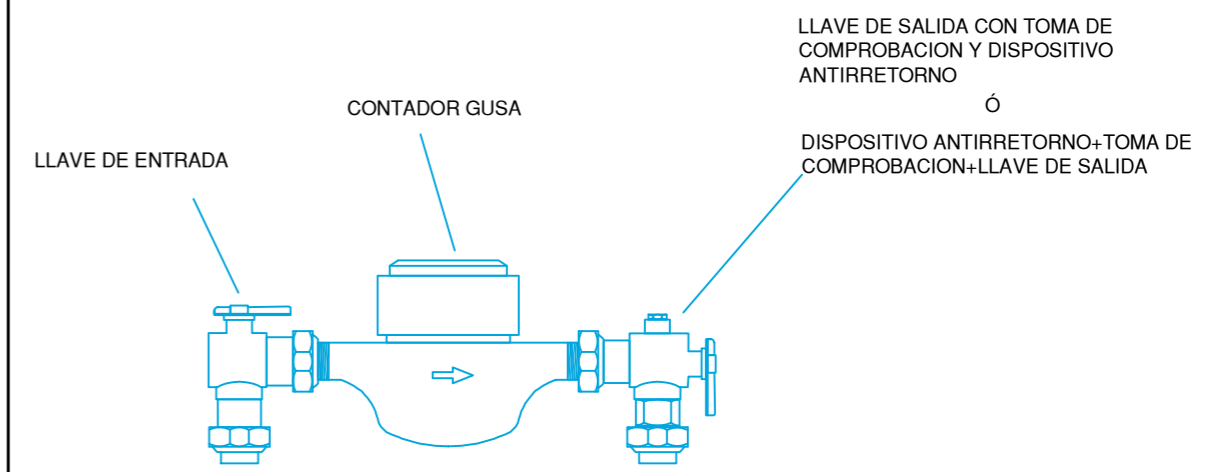 LLAVE DE SALIDA CON TOMA DE
COMPROBACION Y DISPOSITIVO
ANTIRRETORNO
Ó
DISPOSITIVO ANTIRRETORNO+TOMA DE
COMPROBACION+LLAVE DE SALIDA
CONTADOR GUSA
LLAVE DE ENTRADA